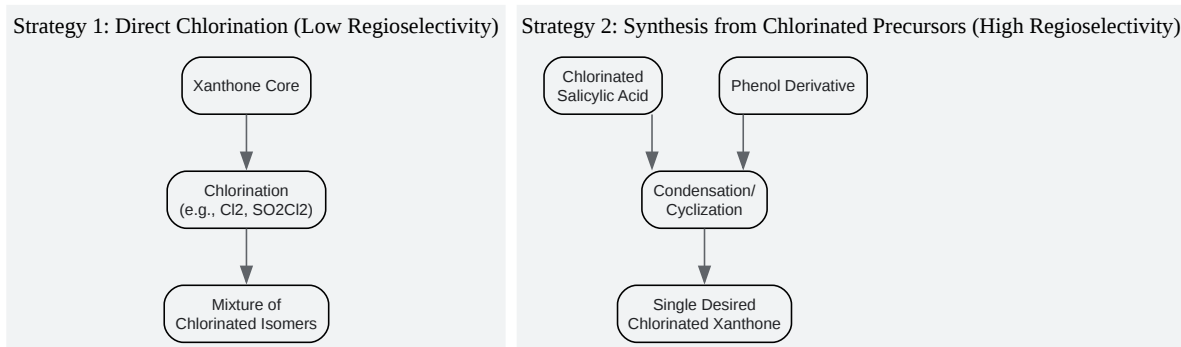 Strategy 1: Direct Chlorination (Low Regioselectivity)
Xanthone Core
Chlorination
(e.g., Cl2, SO2Cl2)
Mixture of
Chlorinated Isomers
Strategy 2: Synthesis from Chlorinated Precursors (High Regioselectivity)
Chlorinated
Salicylic Acid
Phenol Derivative
Condensation/
Cyclization
Single Desired
Chlorinated Xanthone